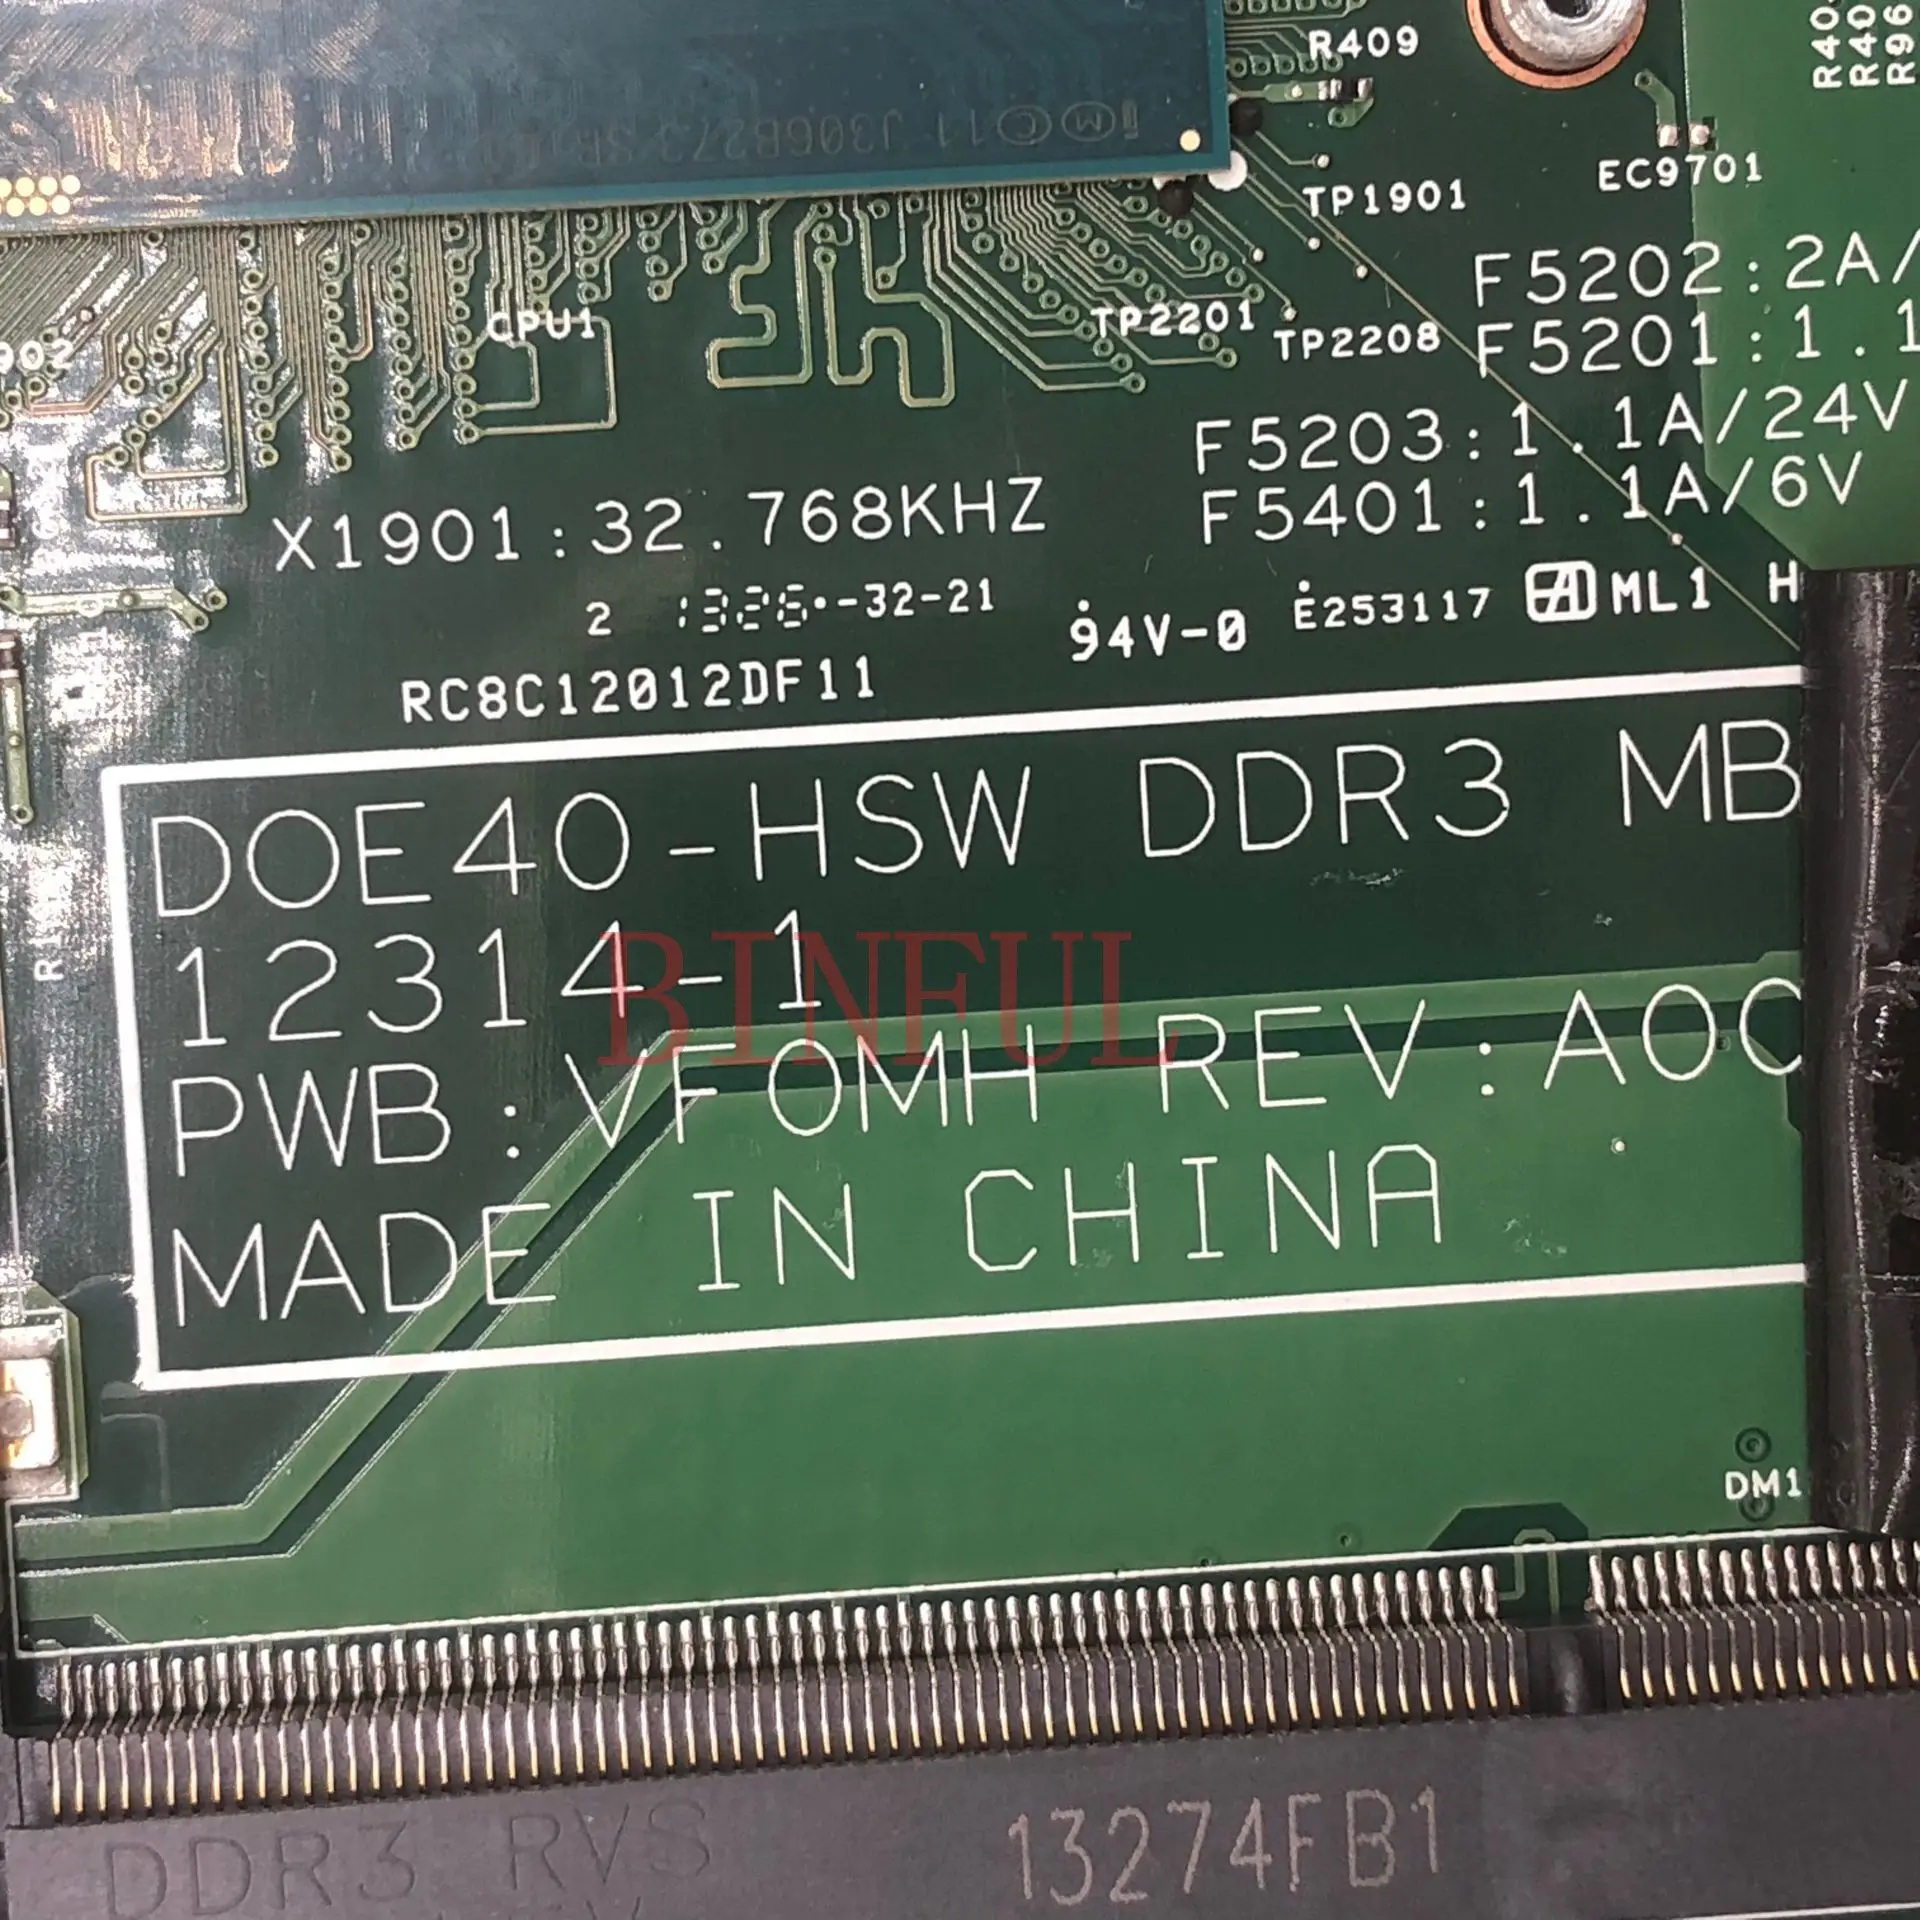 R409
EC9701
TP1901
CPU1
TP2201
TP2208
F5202:2A/
F5201:1.1
F5203:1.1A/24V
F5401:1.1A/6V
X1901:32.768KHZ
2 1326·-32-21
94V-0 E253117 ML1 H
RC8C12012DF11
DOE40-HSW DDR3 MB
12314-1
BINFUL
PWB:VF0MH REV:A0C
MADE IN CHINA
DM1
DDR3 RVS
13274FB1